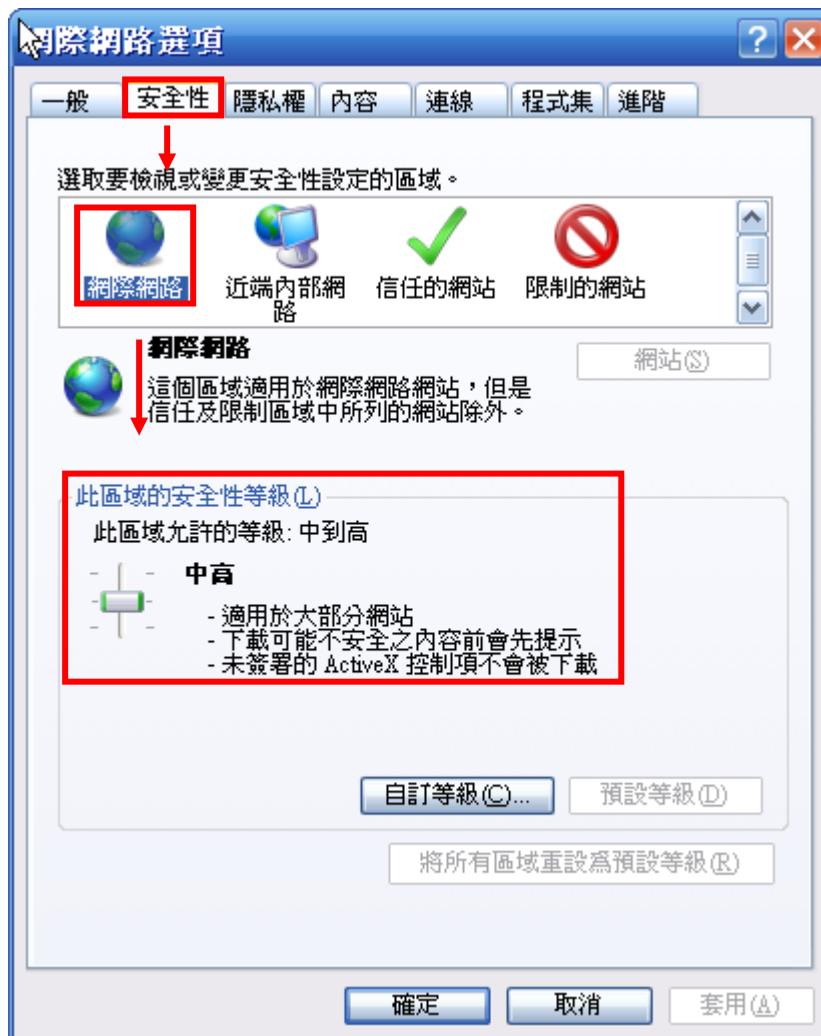 網際網路選項
一般 安全性 隱私權 內容 連線 程式集 進階
選取要檢視或變更安全性設定的區域。
網際網路 近端內部網路 信任的網站 限制的網站
網際網路
網站(S)
這個區域適用於網際網路網站，但是
信任及限制區域中所列的網站除外。
此區域的安全性等級(L)
此區域允許的等級: 中到高
中高
- 適用於大部分網站
- 下載可能不安全之內容前會先提示
- 未簽署的 ActiveX 控制項不會被下載
自訂等級(C)... 預設等級(D)
將所有區域重設為預設等級(R)
確定 取消 套用(A)